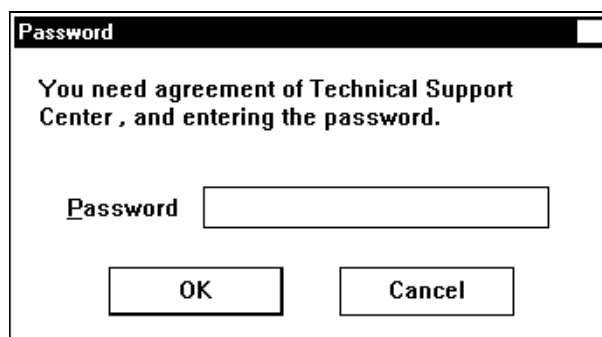 Password
You need agreement of Technical Support
Center , and entering the password.
Password
OK Cancel